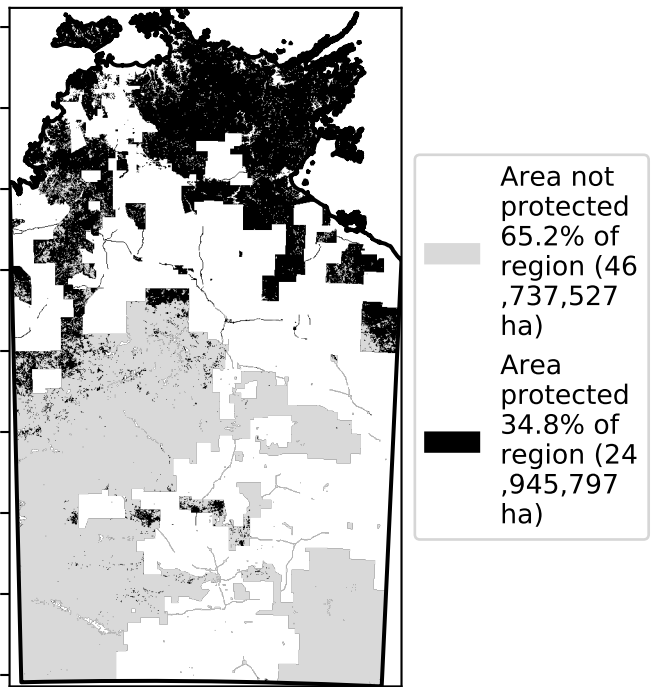 Area not
protected
65.2% of
region (46
,737,527
ha)
Area
protected
34.8% of
region (24
,945,797
ha)